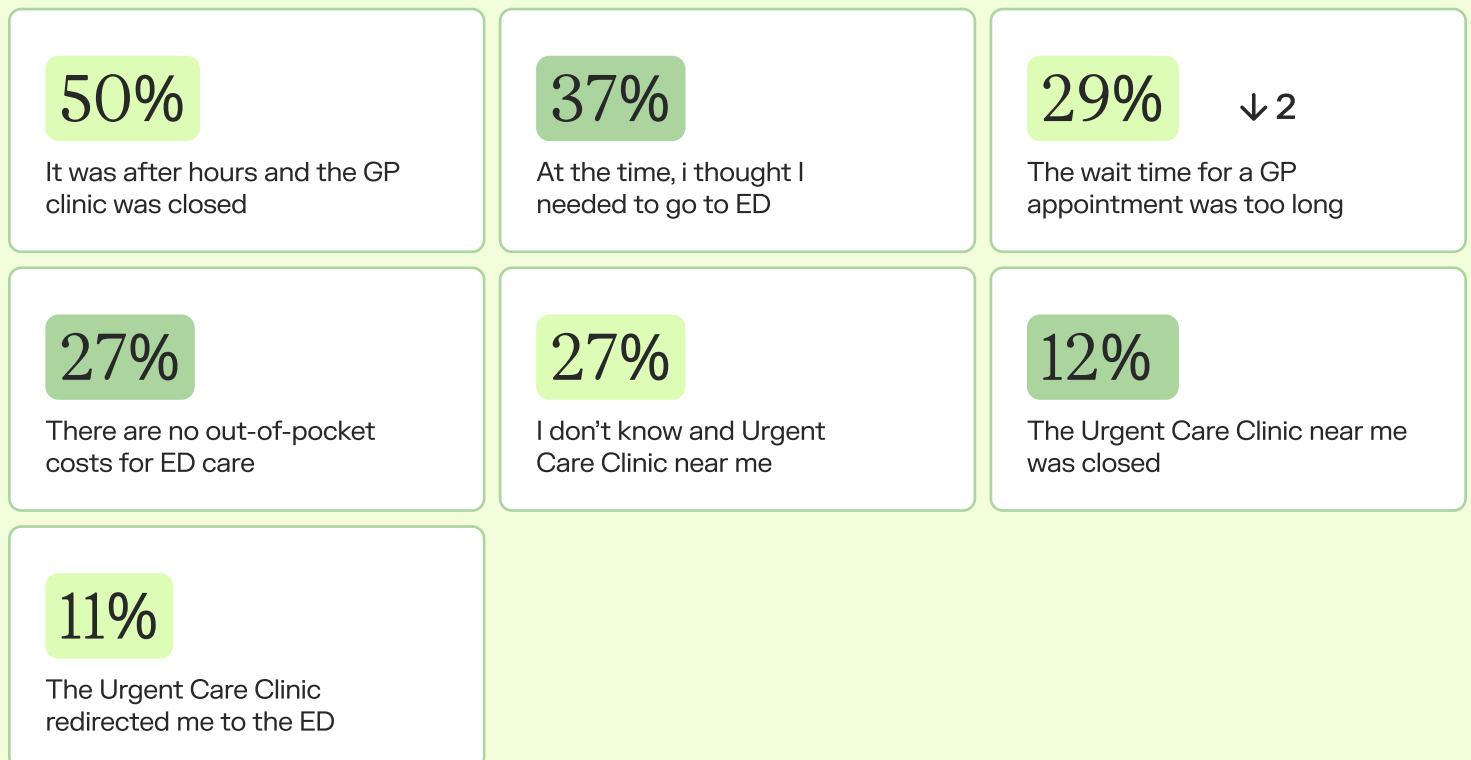 50%
It was after hours and the GP
clinic was closed
37%
At the time, i thought I
needed to go to ED
29%
↓ 2
The wait time for a GP
appointment was too long
27%
There are no out-of-pocket
costs for ED care
27%
I don’t know and Urgent
Care Clinic near me
12%
The Urgent Care Clinic near me
was closed
11%
The Urgent Care Clinic
redirected me to the ED